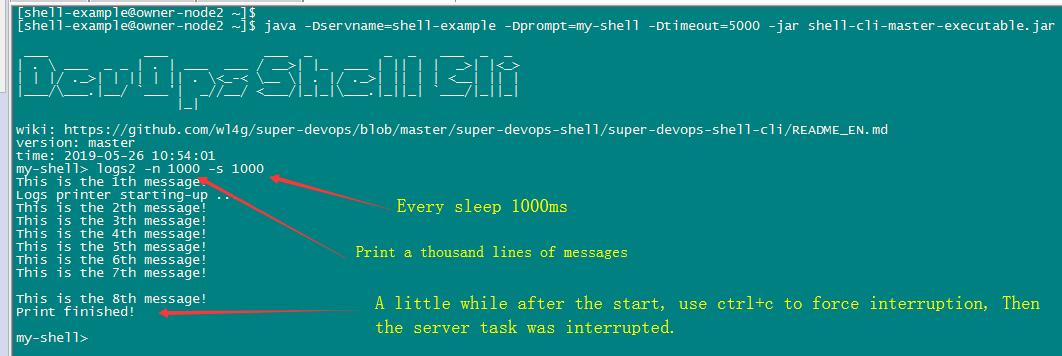 [shell-example@owner-node2 ~]$
[shell-example@owner-node2 ~]$ java -Dservname=shell-example -Dprompt=my-shell -Dtimeout=5000 -jar shell-cli-master-executable.jar
DevOps-Shell Cli
wiki: https://github.com/wl4g/super-devops/blob/master/super-devops-shell/super-devops-shell-cli/README_EN.md
version: master
time: 2019-05-26 10:54:01
my-shell> logs2 -n 1000 -s 1000
This is the 1th message!
Logs printer starting-up ...
This is the 2th message!
Every sleep 1000ms
This is the 3th message!
This is the 4th message!
This is the 5th message!
Print a thousand lines of messages
This is the 6th message!
This is the 7th message!
This is the 8th message!
Print finished!
A little while after the start, use ctrl+c to force interruption, Then
the server task was interrupted.
my-shell>